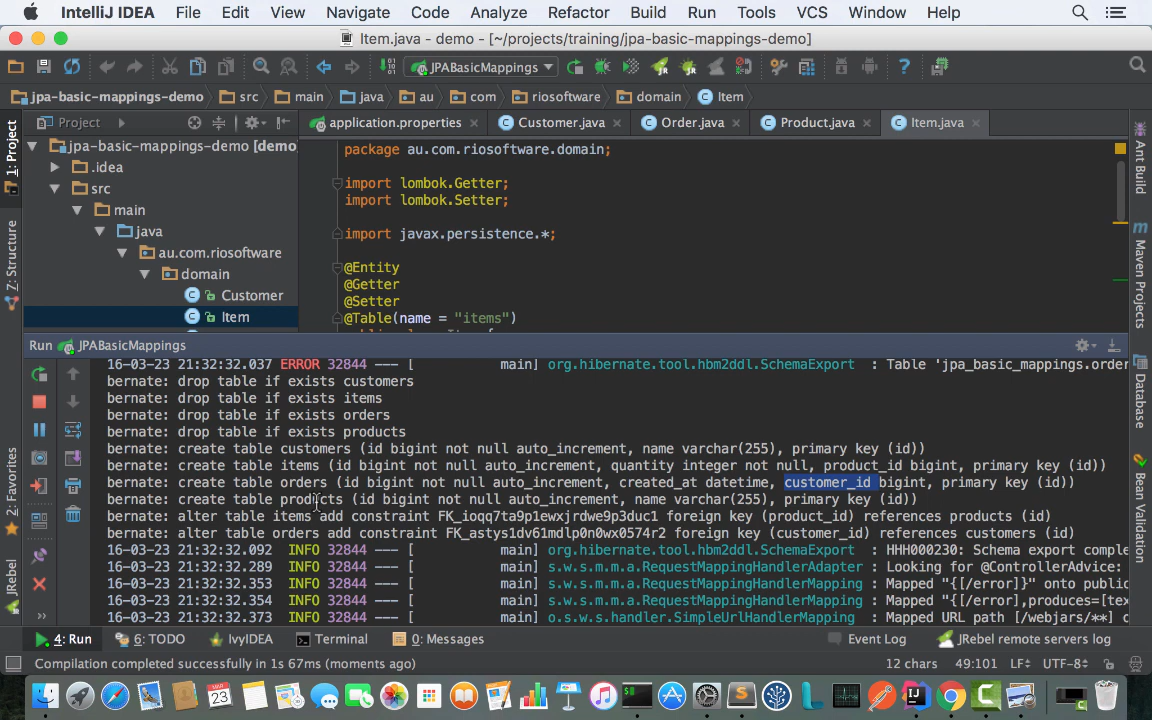 IntelliJ IDEA File Edit View Navigate Code Analyze Refactor Build Run Tools VCS Window Help
Item.java - demo - [~/projects/training/jpa-basic-mappings-demo]
JPABasicMappings
jpa-basic-mappings-demo src main java au com riosoftware domain Item
Project
application.properties Customer.java Order.java Product.java Item.java
1: Project
Z: Structure
2: Favorites
JRebel
Ant Build
Maven Projects
Database
Bean Validation
jpa-basic-mappings-demo [demo
.idea
src
main
java
au.com.riosoftware
domain
Customer
Item
package au.com.riosoftware.domain;
import lombok.Getter;
import lombok.Setter;
import javax.persistence.*;
@Entity
@Getter
@Setter
@Table(name = "items")
Run JPABasicMappings
16-03-23 21:32:32.037 ERROR 32844 --- [ main] org.hibernate.tool.hbm2ddl.SchemaExport : Table 'jpa_basic_mappings.order
bernate: drop table if exists customers
bernate: drop table if exists items
bernate: drop table if exists orders
bernate: drop table if exists products
bernate: create table customers (id bigint not null auto_increment, name varchar(255), primary key (id))
bernate: create table items (id bigint not null auto_increment, quantity integer not null, product_id bigint, primary key (id))
bernate: create table orders (id bigint not null auto_increment, created_at datetime, customer_id bigint, primary key (id))
bernate: create table products (id bigint not null auto_increment, name varchar(255), primary key (id))
bernate: alter table items add constraint FK_ioqq7ta9p1ewxjrdwe9p3duc1 foreign key (product_id) references products (id)
bernate: alter table orders add constraint FK_astys1dv61mdlp0n0wx0574r2 foreign key (customer_id) references customers (id)
16-03-23 21:32:32.092 INFO 32844 --- [ main] org.hibernate.tool.hbm2ddl.SchemaExport : HHH000230: Schema export comple
16-03-23 21:32:32.289 INFO 32844 --- [ main] s.w.s.m.m.a.RequestMappingHandlerAdapter : Looking for @ControllerAdvice:
16-03-23 21:32:32.353 INFO 32844 --- [ main] s.w.s.m.m.a.RequestMappingHandlerMapping : Mapped "{[/error]}" onto public
16-03-23 21:32:32.354 INFO 32844 --- [ main] s.w.s.m.m.a.RequestMappingHandlerMapping : Mapped "{[/error],produces=[tex
16-03-23 21:32:32.373 INFO 32844 --- [ main] o.s.w.s.handler.SimpleUrlHandlerMapping : Mapped URL path [/webjars/**] o
4: Run 6: TODO IvyIDEA Terminal 0: Messages Event Log JRebel remote servers log
Compilation completed successfully in 1s 67ms (moments ago) 12 chars 49:101 LF÷ UTF-8÷